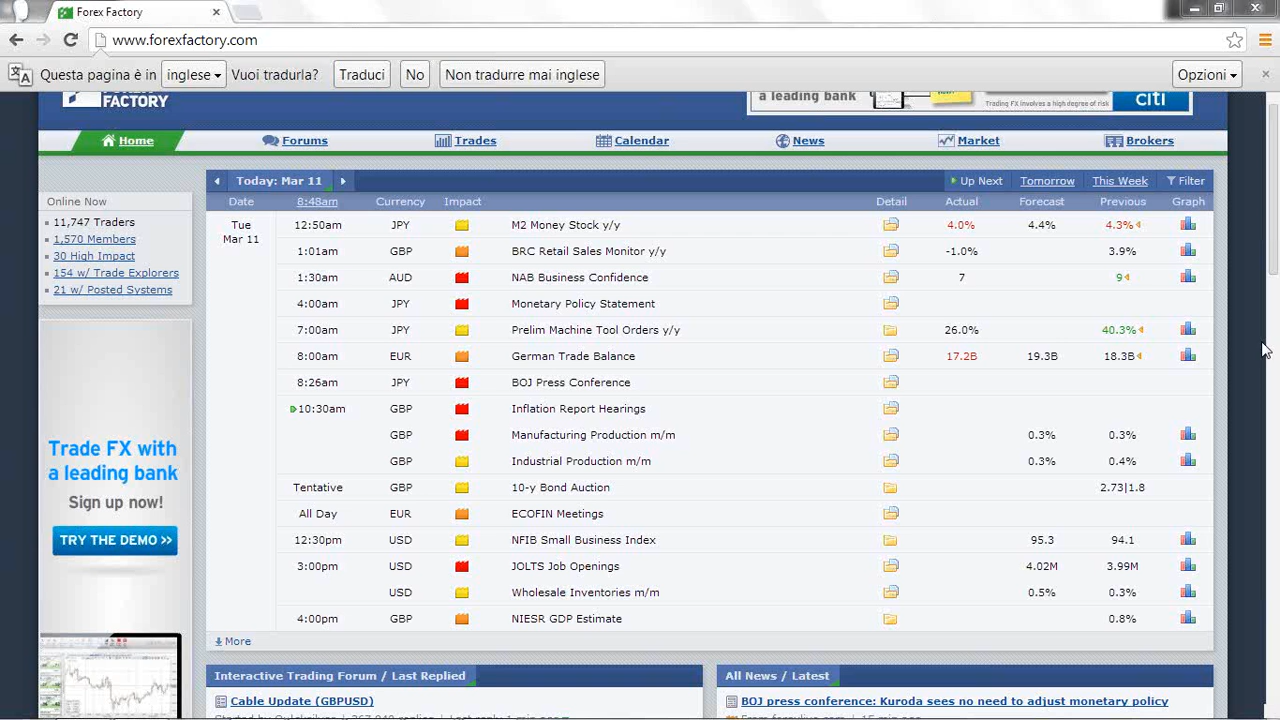 Forex Factory
www.forexfactory.com
Questa pagina è in inglese Vuoi tradurla? Traduci No Non tradurre mai inglese Opzioni
FACTORY
a leading bank Trading FX involves a high degree of risk citi
Home Forums Trades Calendar News Market Brokers
Online Now
11,747 Traders
1,570 Members
30 High Impact
154 w/ Trade Explorers
21 w/ Posted Systems
Trade FX with
a leading bank
Sign up now!
TRY THE DEMO >>
Today: Mar 11 Up Next Tomorrow This Week Filter
Date 8:48am Currency Impact Detail Actual Forecast Previous Graph
Tue 12:50am JPY M2 Money Stock y/y 4.0% 4.4% 4.3%
Mar 11
1:01am GBP BRC Retail Sales Monitor y/y -1.0% 3.9%
1:30am AUD NAB Business Confidence 7 9
4:00am JPY Monetary Policy Statement
7:00am JPY Prelim Machine Tool Orders y/y 26.0% 40.3%
8:00am EUR German Trade Balance 17.2B 19.3B 18.3B
8:26am JPY BOJ Press Conference
10:30am GBP Inflation Report Hearings
GBP Manufacturing Production m/m 0.3% 0.3%
GBP Industrial Production m/m 0.3% 0.4%
Tentative GBP 10-y Bond Auction 2.73|1.8
All Day EUR ECOFIN Meetings
12:30pm USD NFIB Small Business Index 95.3 94.1
3:00pm USD JOLTS Job Openings 4.02M 3.99M
USD Wholesale Inventories m/m 0.5% 0.3%
4:00pm GBP NIESR GDP Estimate 0.8%
More
Interactive Trading Forum / Last Replied
Cable Update (GBPUSD)
All News / Latest
BOJ press conference: Kuroda sees no need to adjust monetary policy